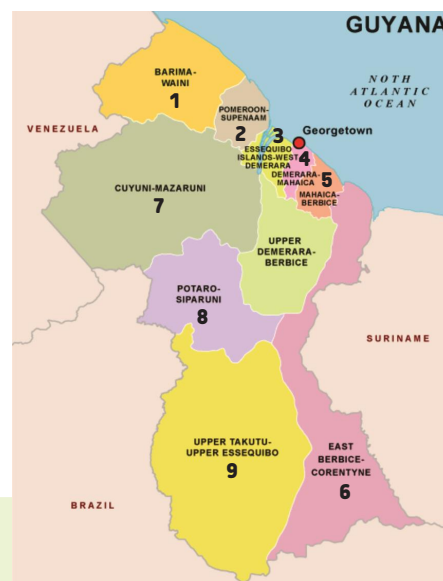 GUYANA
NOTH
ATLANTIC
OCEAN
BARIMA-
WAINI
1
POMEROON-
SUPENAAM
2
VENEZUELA
3
Georgetown
ESSEQUIBO
ISLANDS-WEST
DEMERARA
4
DEMERARA-
MAHAICA
5
MAHAICA-
BERBICE
CUYUNI-MAZARUNI
7
UPPER
DEMERARA-
BERBICE
POTARO-
SIPARUNI
8
SURINAME
UPPER TAKUTU-
UPPER ESSEQUIBO
9
EAST
BERBICE-
CORENTYNE
6
BRAZIL